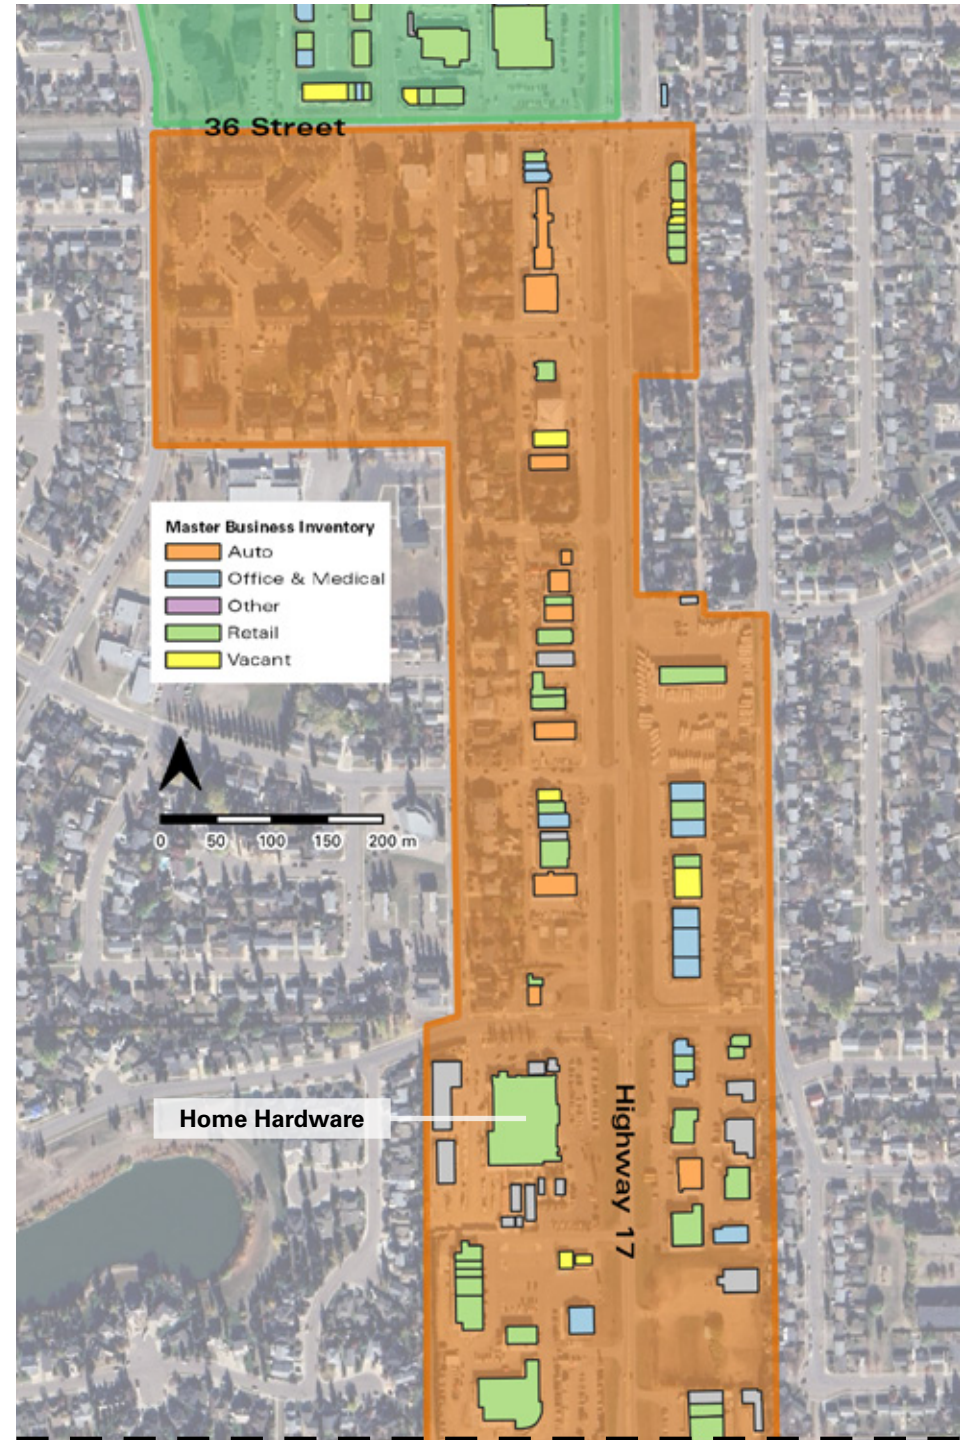 36 Street
Master Business Inventory
Auto
Office & Medical
Other
Retail
Vacant
0 50 100 150 200 m
Home Hardware
Highway 17